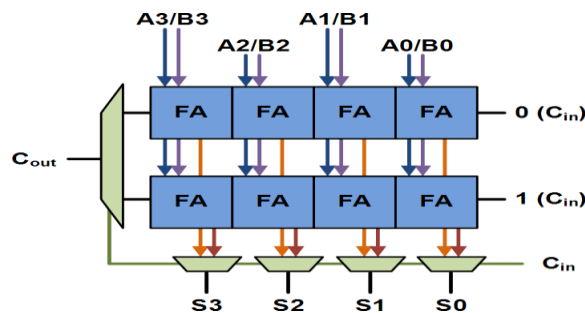 A3/B3 A1/B1
A2/B2 A0/B0
FA FA FA FA 0 (Cin)
Cout
FA FA FA FA 1 (Cin)
Cin
S3 S2 S1 S0